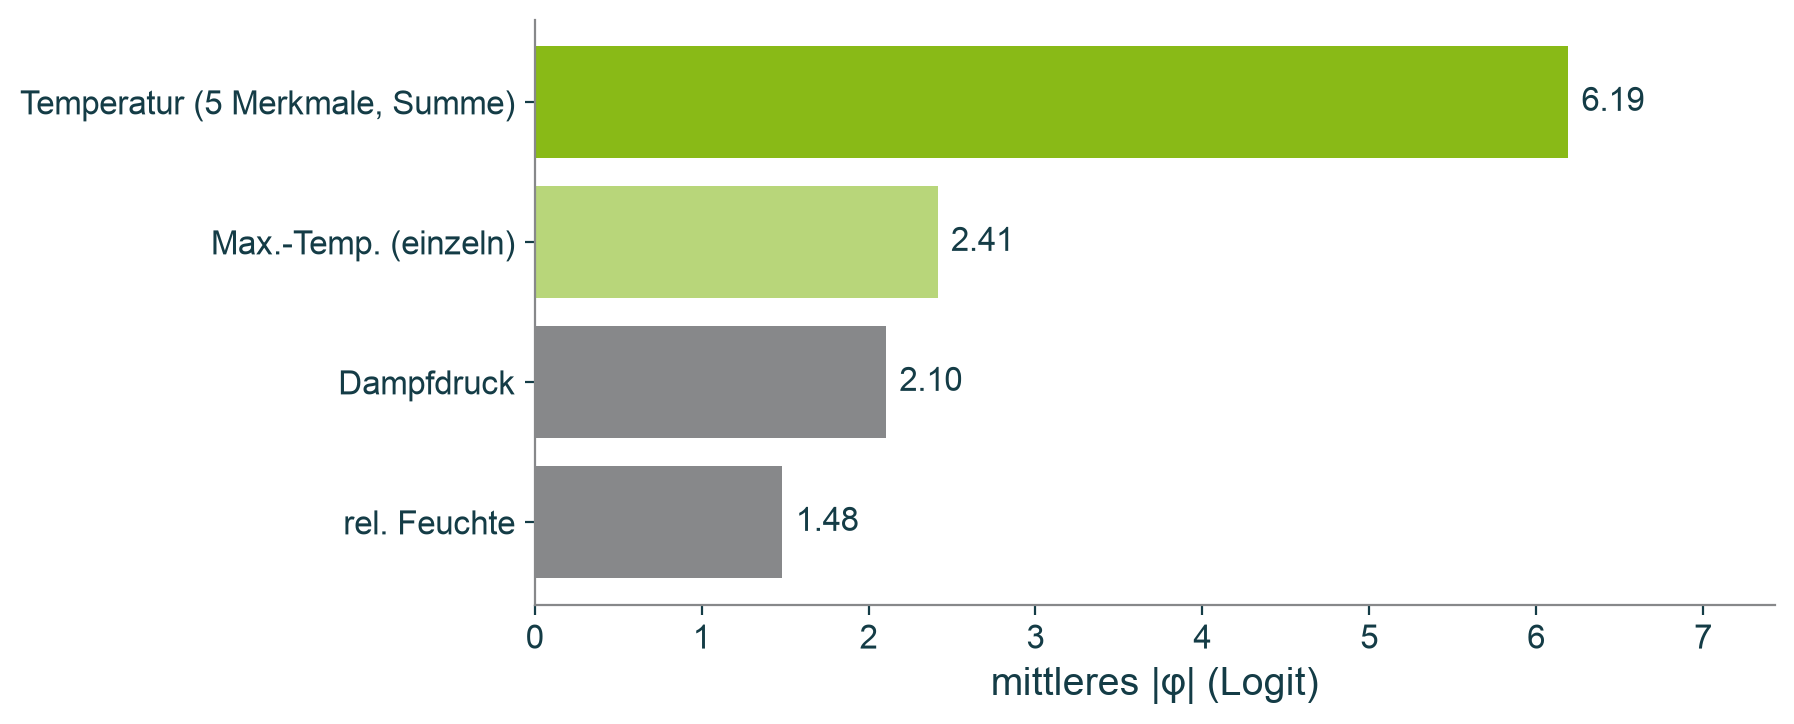 Temperatur (5 Merkmale, Summe)
6.19
Max.-Temp. (einzeln)
2.41
Dampfdruck
2.10
rel. Feuchte
1.48
0 1 2 3 4 5 6 7
mittleres |φ| (Logit)